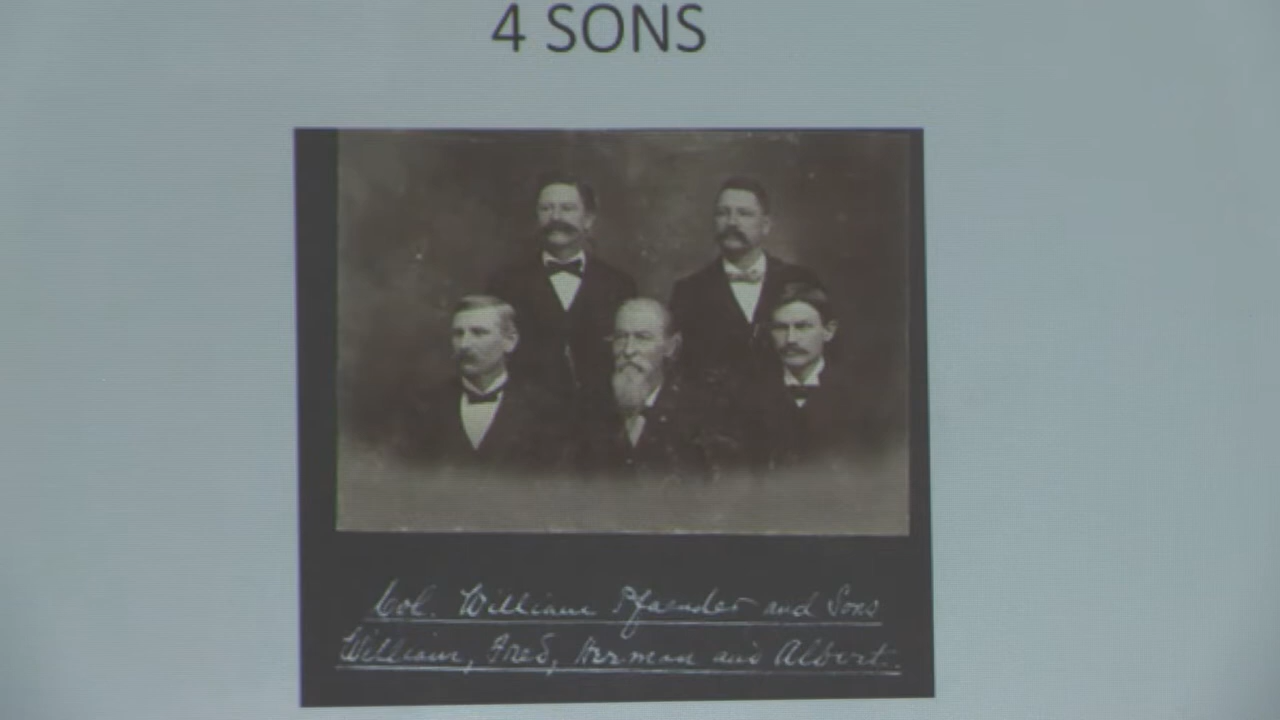 4 SONS
Col. William Pfaender and Sons
William, Fred, Herman and Albert.